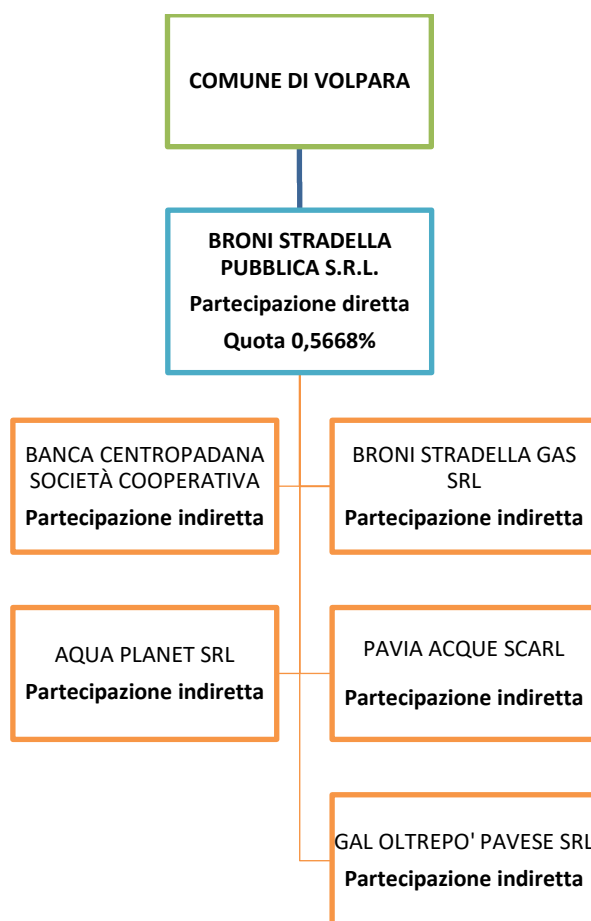 COMUNE DI VOLPARA
BRONI STRADELLA
PUBBLICA S.R.L.
Partecipazione diretta
Quota 0,5668%
BANCA CENTROPADANA
SOCIETÀ COOPERATIVA
Partecipazione indiretta
BRONI STRADELLA GAS
SRL
Partecipazione indiretta
AQUA PLANET SRL
Partecipazione indiretta
PAVIA ACQUE SCARL
Partecipazione indiretta
GAL OLTREPO' PAVESE SRL
Partecipazione indiretta